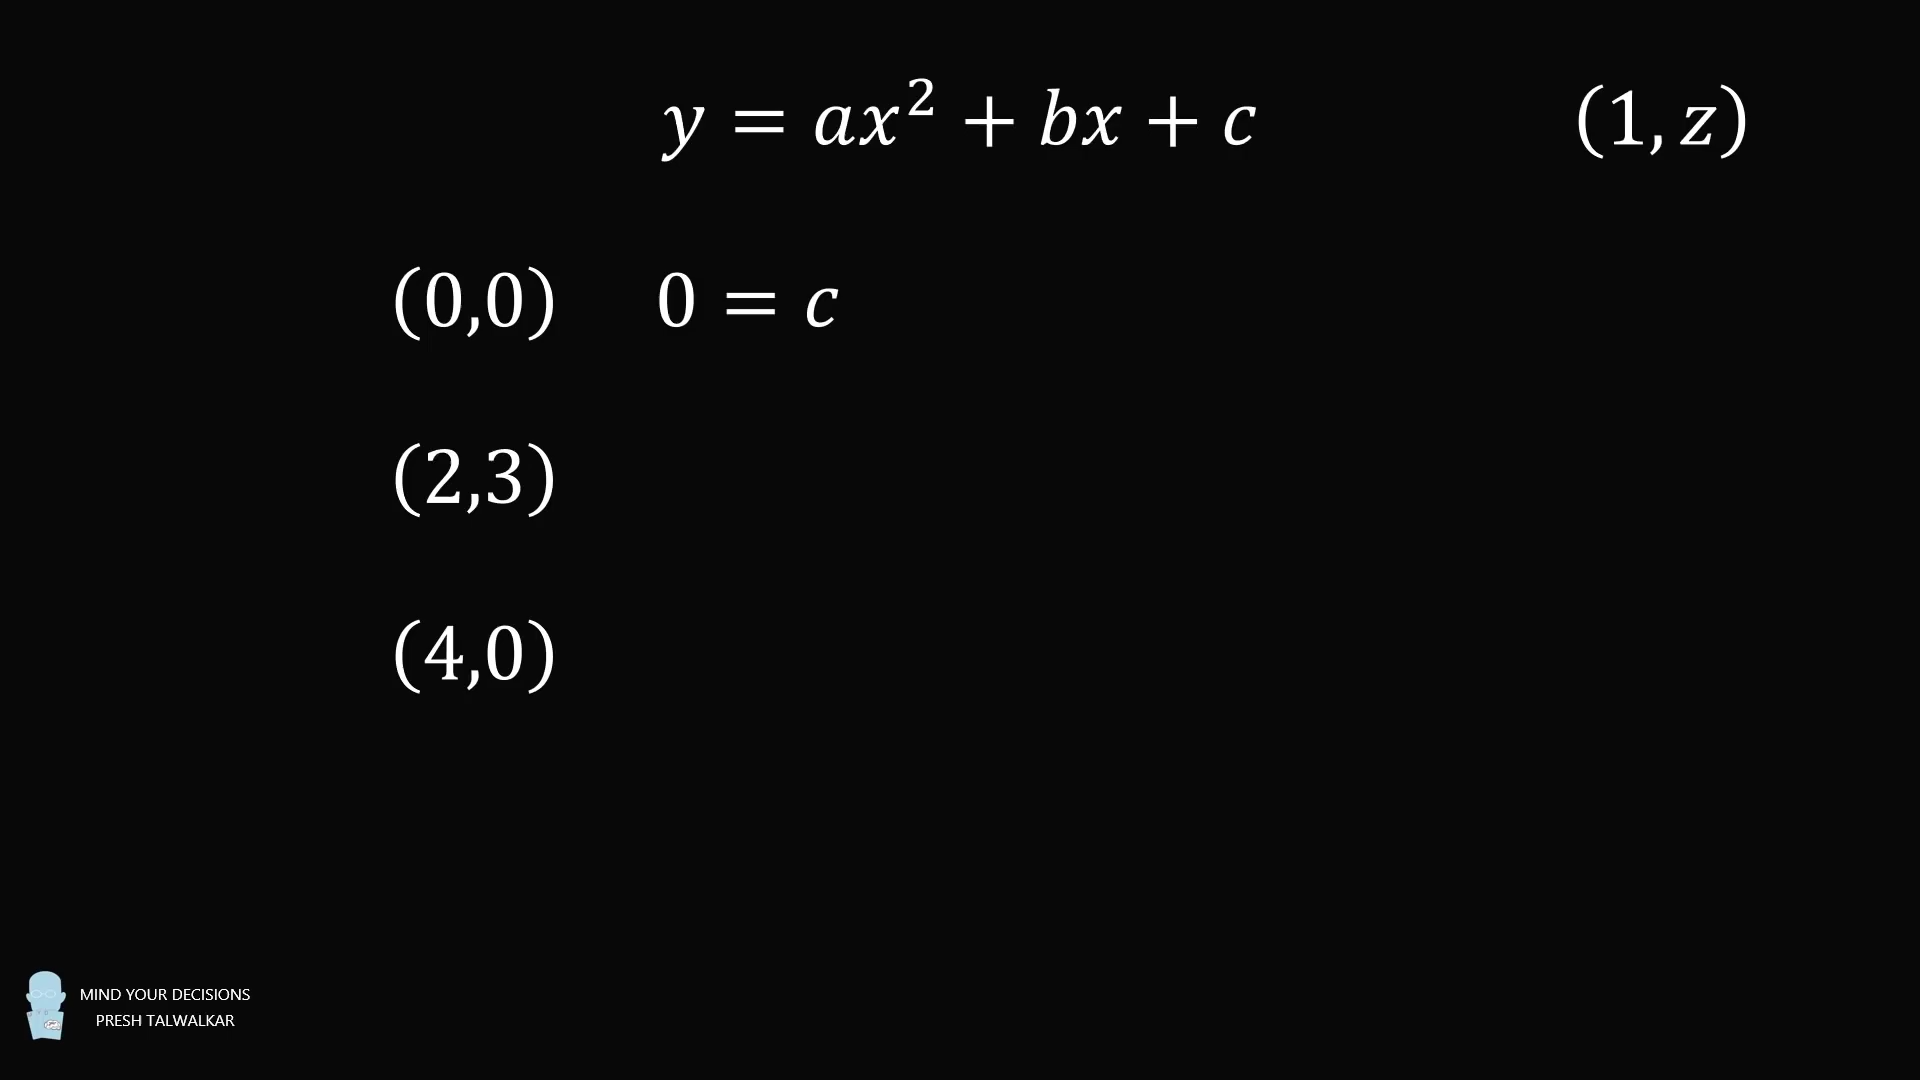 y = ax² + bx + c (1, z)
(0,0) 0 = c
(2,3)
(4,0)
MIND YOUR DECISIONS
PRESH TALWALKAR